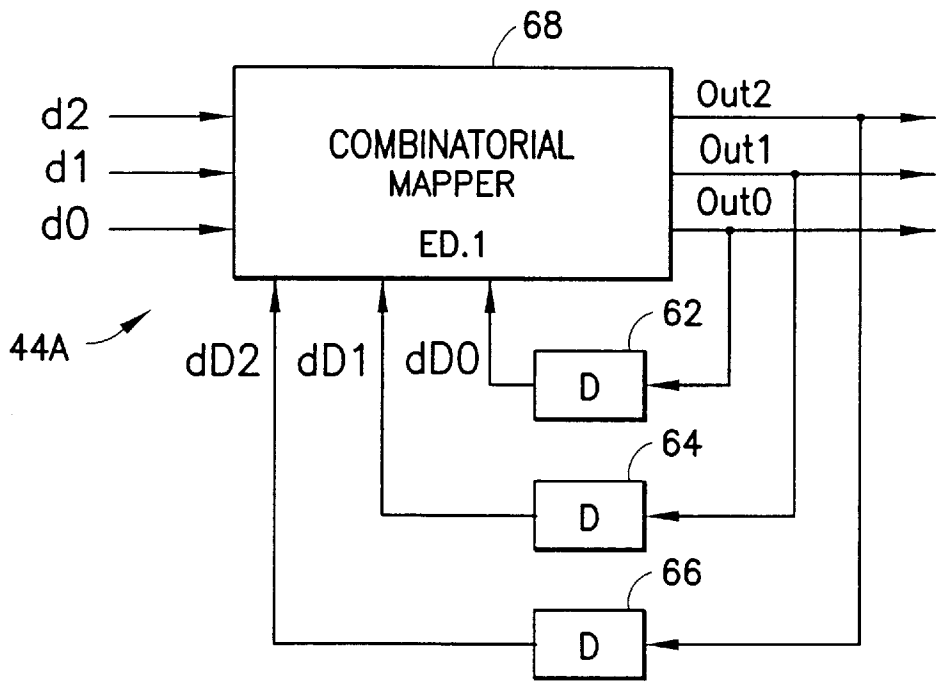 68
d2
d1
d0
COMBINATORIAL
MAPPER
ED.1
Out2
Out1
Out0
44A
dD2
dD1
dD0
62
D
64
D
66
D